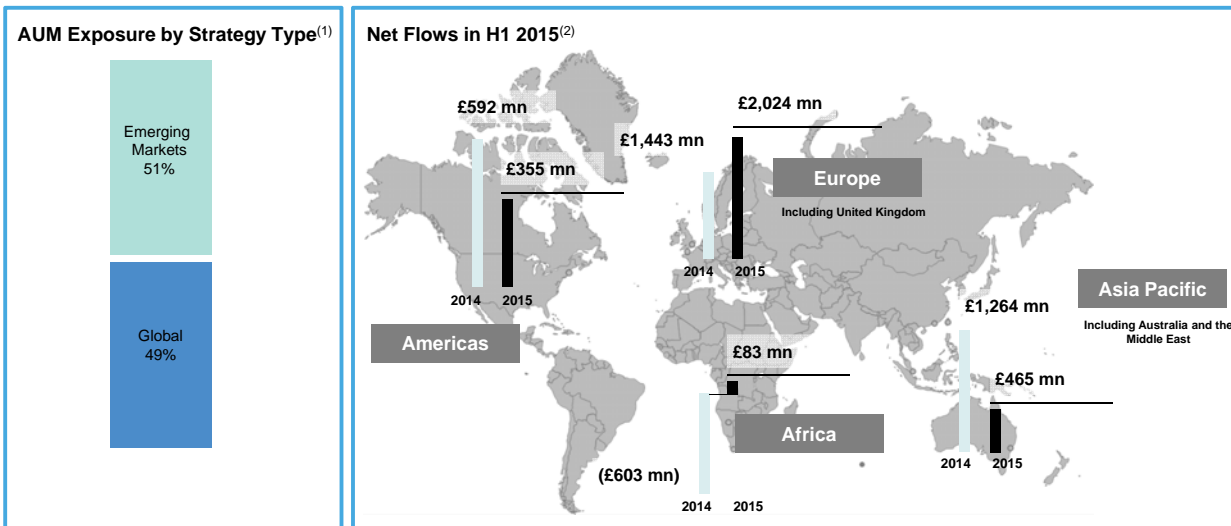 AUM Exposure by Strategy Type(1)
Emerging
Markets
51%
Global
49%
Net Flows in H1 2015(2)
£592 mn
£355 mn
2014
2015
Americas
£1,443 mn
£2,024 mn
2014
2015
Europe
Including United Kingdom
£83 mn
(£603 mn)
2014
2015
Africa
£1,264 mn
£465 mn
2014
2015
Asia Pacific
Including Australia and the
Middle East